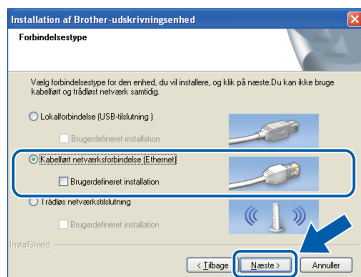 Installation af Brother-udskrivningsenhed
Forbindelsestype
Vælg forbindelsestype for den enhed, du vil installere, og klik på næste.Du kan ikke bruge
kabelført og trådløst netværk samtidig.
Lokalforbindelse (USB-tilslutning )
Brugerdefineret installation
Kabelført netværksforbindelse (Ethernet)
Brugerdefineret installation
Trådløs netværkstilslutning
Brugerdefineret installation
InstallShield
< Tilbage
Næste >
Annuller